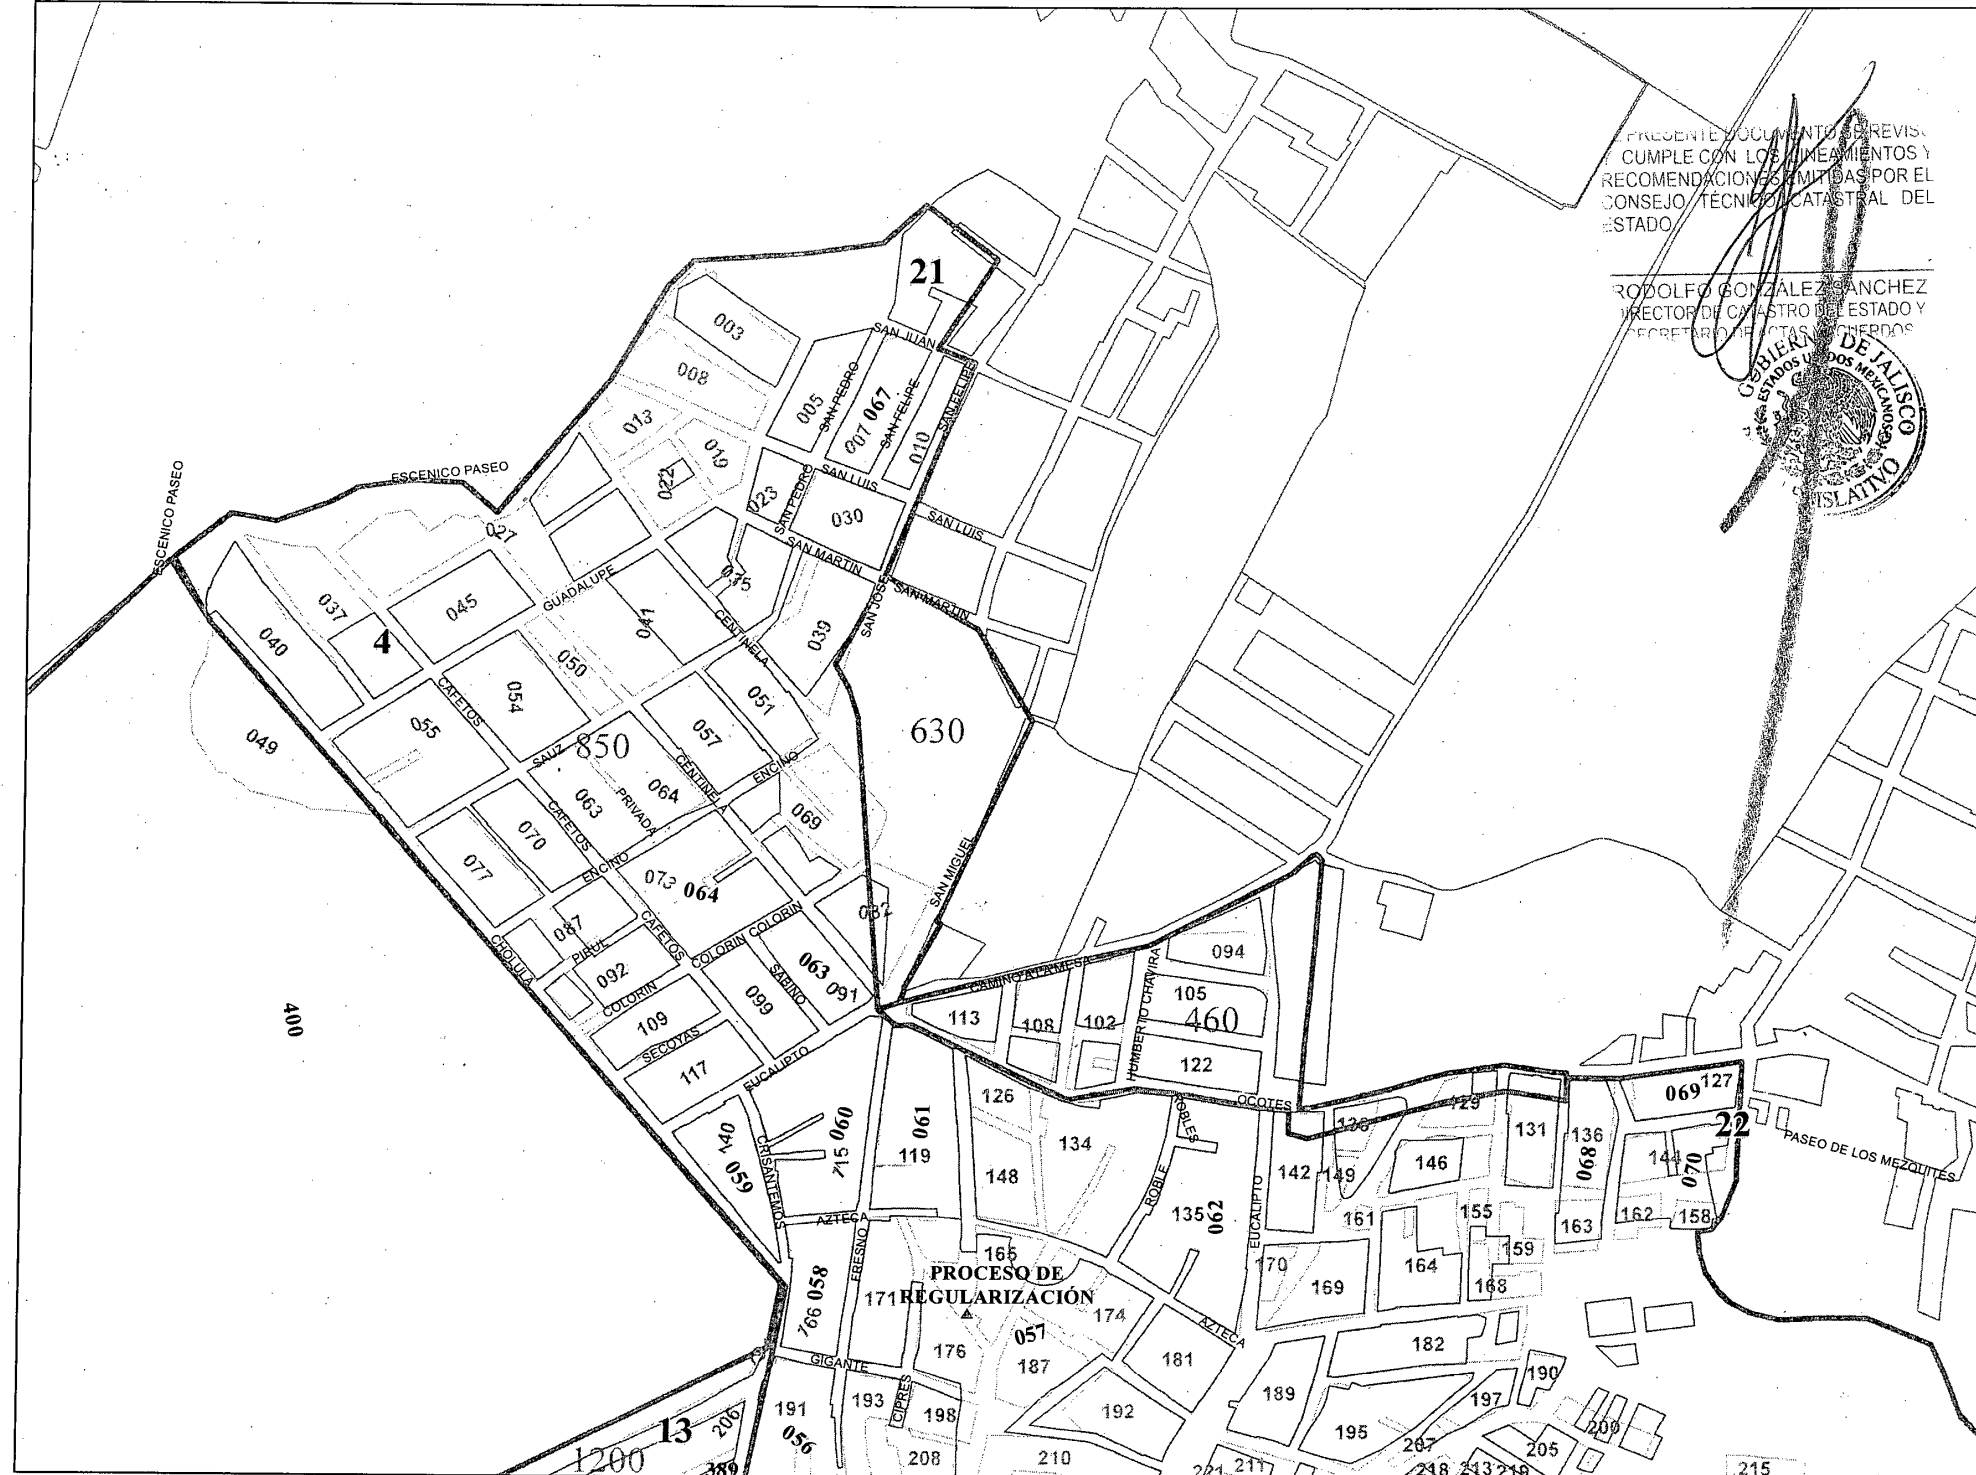 PRESENTE DOCUMENTO SE REVIS
Y CUMPLE CON LOS LINEAMIENTOS Y
RECOMENDACIONES EMITIDAS POR EL
CONSEJO TÉCNICO CATASTRAL DEL
ESTADO
RODOLFO GONZÁLEZ SÁNCHEZ
DIRECTOR DE CATASTRO DEL ESTADO Y
SECRETARIO DE ACTAS Y ACUERDOS
GOBIERNO DE JALISCO
ESTADOS UNIDOS MEXICANOS
21
003
SAN JUAN
008
005
SAN PEDRO
007
067
SAN FELIPE
SAN FELIPE
010
013
019
022
ESCENICO PASEO
ESCENICO PASEO
SAN LUIS
023
SAN PEDRO
030
SAN LUIS
027
SAN MARTIN
SAN MARTIN
SAN JOSE
035
GUADALUPE
037
045
041
039
040
4
CENTINELA
050
051
054
CAFETOS
055
057
049
SAUZ
850
630
CENTINELA
ENCINO
063
PRIVADA
064
069
CAFETOS
070
077
ENCINO
073
064
SAN MIGUEL
082
087
CAFETOS
COLORIN
COLORIN
PIRUL
CHOLULA
092
063
091
SABINO
099
COLORIN
CAMINO A LA MESA
HUMBERTO CHAVIRA
094
105
460
400
109
SECOYAS
113
108
102
122
117
EUCALIPTO
126
OCOTES
ROBLES
127
069
22
129
138
131
136
068
140
059
CRISANTEMOS
715
060
061
119
134
148
ROBLE
135
062
EUCALIPTO
142
149
146
144
070
PASEO DE LOS MEZQUITES
AZTECA
161
155
163
162
158
FRESNO
165
PROCESO DE
REGULARIZACIÓN
170
169
164
159
168
766
058
171
174
AZTECA
057
176
187
181
182
GIGANTE
CIPRES
193
198
191
056
192
189
190
197
195
200
205
207
13
206
1200
389
208
210
221
211
218
213
219
215